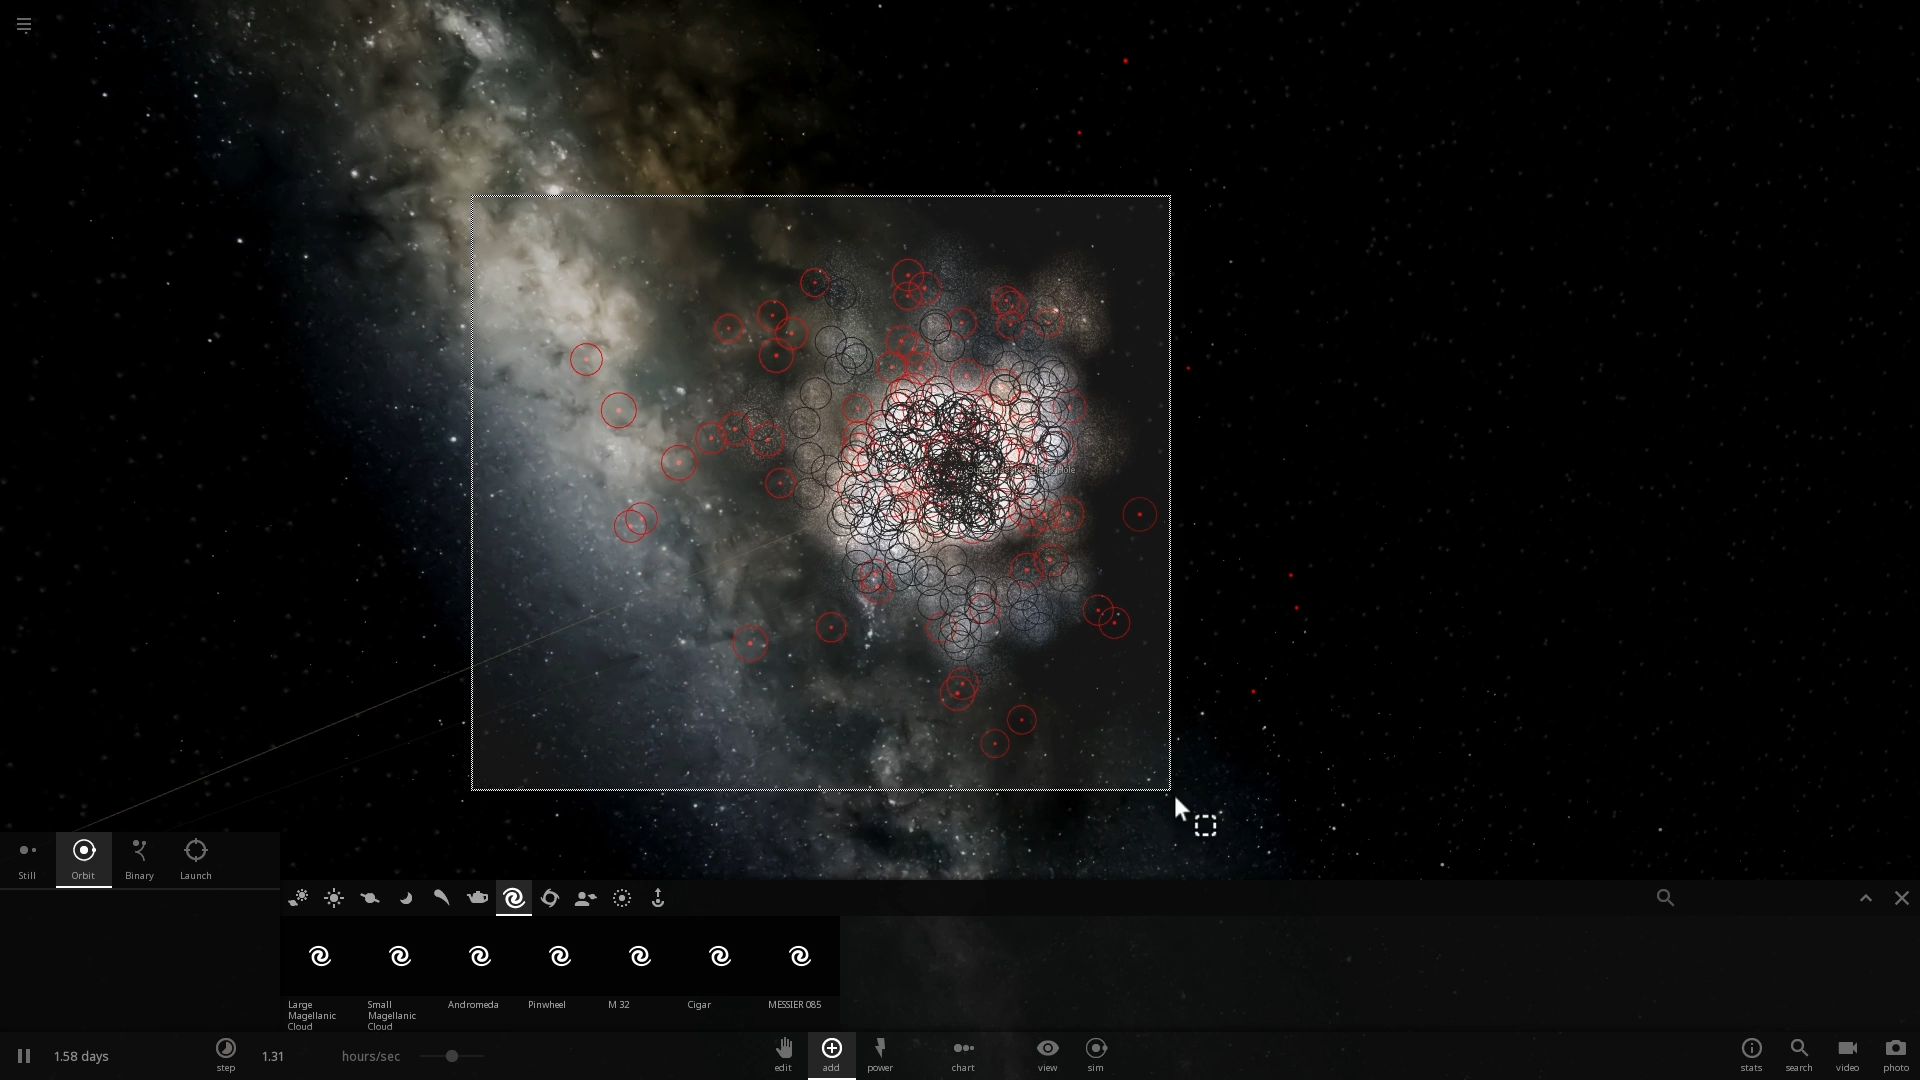 Still
Orbit
Binary
Launch
Large
Magellanic
Cloud
Small
Magellanic
Cloud
Andromeda
Pinwheel
M 32
Cigar
MESSIER 085
1.58 days
step
1.31
hours/sec
edit
add
power
chart
view
sim
stats
search
video
photo